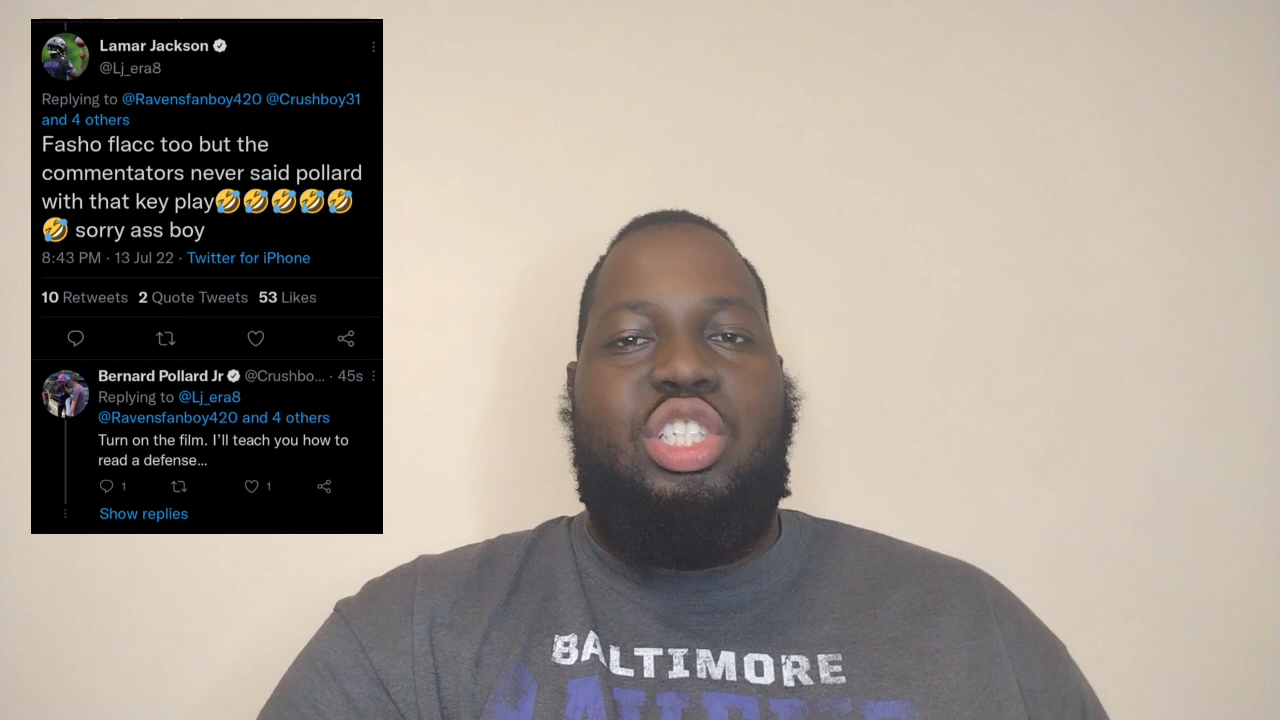 Lamar Jackson
@Lj_era8
Replying to @Ravensfanboy420 @Crushboy31
and 4 others
Fasho flacc too but the
commentators never said pollard
with that key play🤣🤣🤣🤣🤣
🤣 sorry ass boy
8:43 PM · 13 Jul 22 · Twitter for iPhone
10 Retweets 2 Quote Tweets 53 Likes
Bernard Pollard Jr @Crushbo... · 45s
Replying to @Lj_era8
@Ravensfanboy420 and 4 others
Turn on the film. I'll teach you how to
read a defense...
1 1
Show replies
BALTIMORE
RAVENS